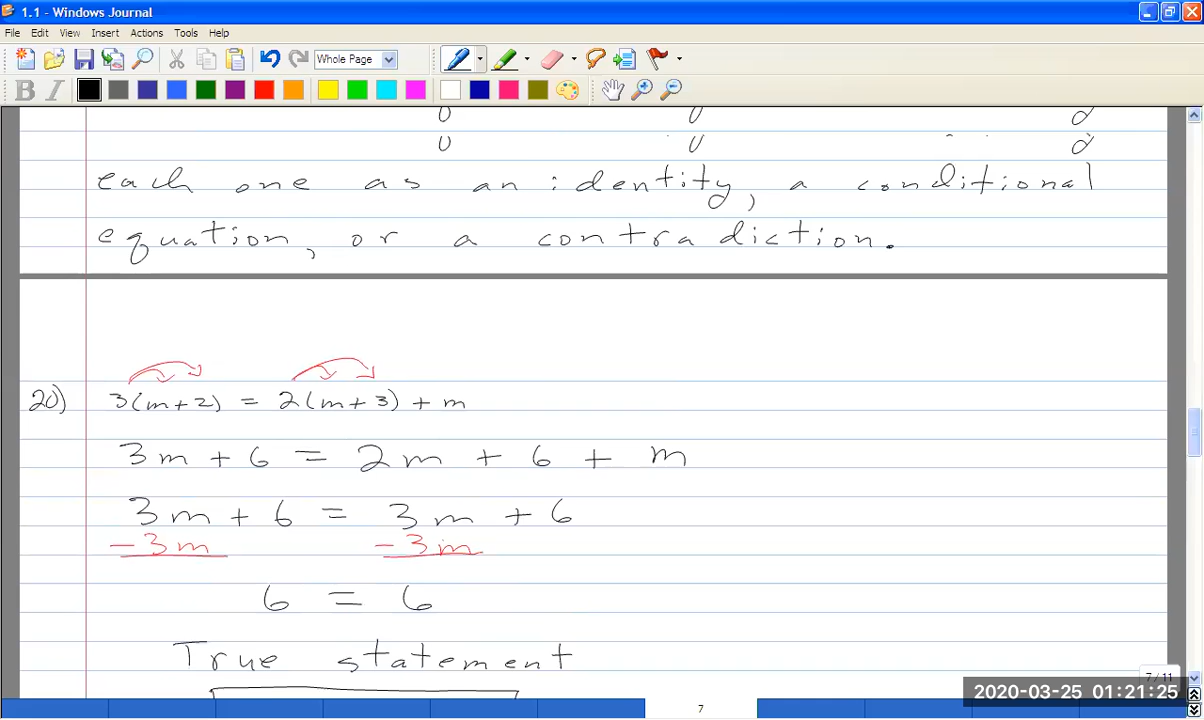 1.1 - Windows Journal
File Edit View Insert Actions Tools Help
Whole Page
B I
each one as an identity, a conditional
equation, or a contradiction.
20) 3(m+2) = 2(m+3) + m
3m + 6 = 2m + 6 + m
3m + 6 = 3m + 6
-3m -3m
6 = 6
True statement
7 / 11
2020-03-25 01:21:25
7